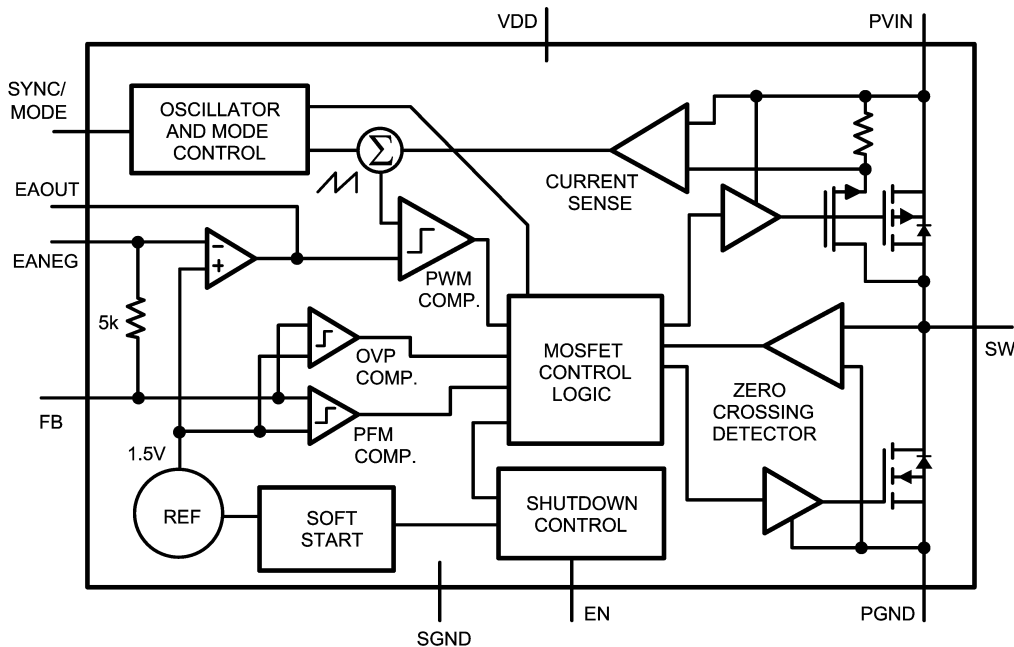 VDD
PVIN
SYNC/
MODE
OSCILLATOR
AND MODE
CONTROL
Σ
CURRENT
SENSE
EAOUT
EANEG
−
+
PWM
COMP.
5k
OVP
COMP.
MOSFET
CONTROL
LOGIC
SW
ZERO
CROSSING
DETECTOR
FB
PFM
COMP.
1.5V
REF
SOFT
START
SHUTDOWN
CONTROL
SGND
EN
PGND